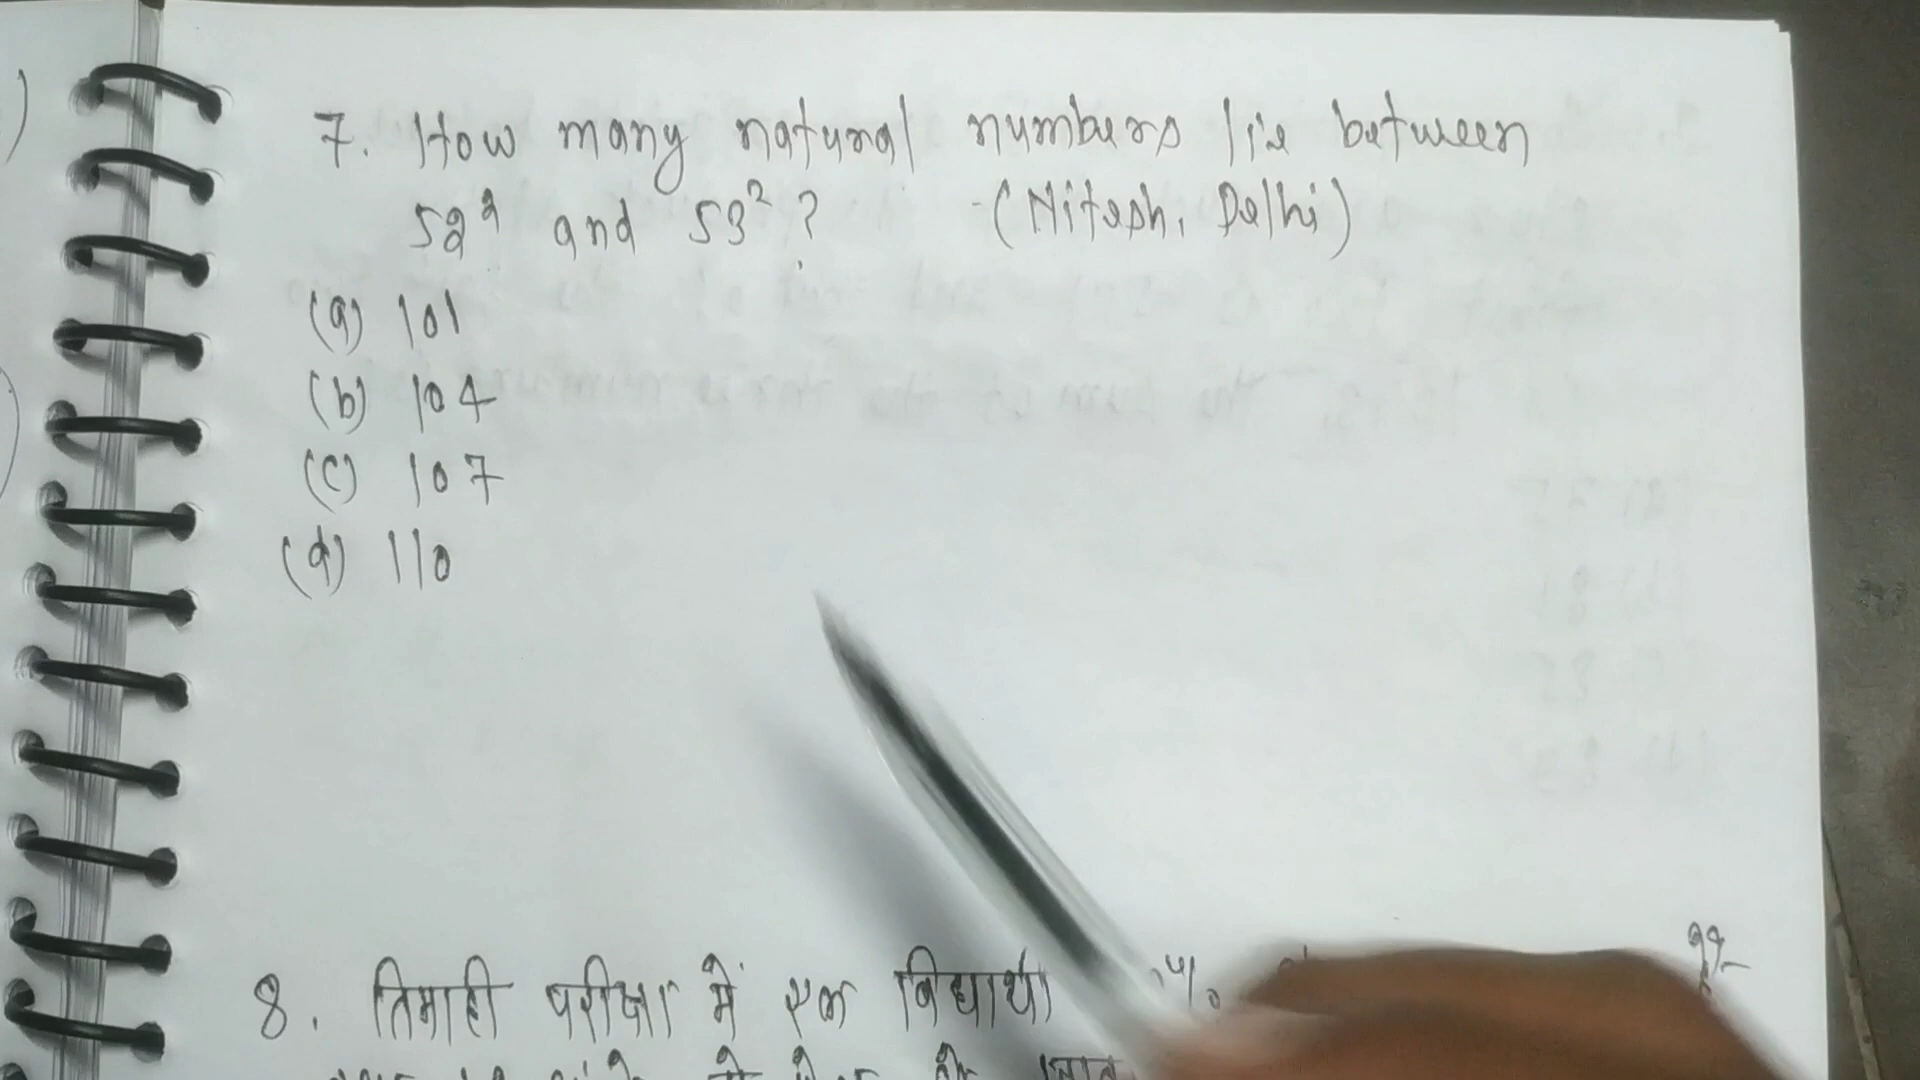 7. How many natural numbers lie between
52² and 53² ? (Nitesh, Delhi)
(a) 101
(b) 104
(c) 107
(d) 110
8. तिमाही परीक्षा में एक विद्यार्थी